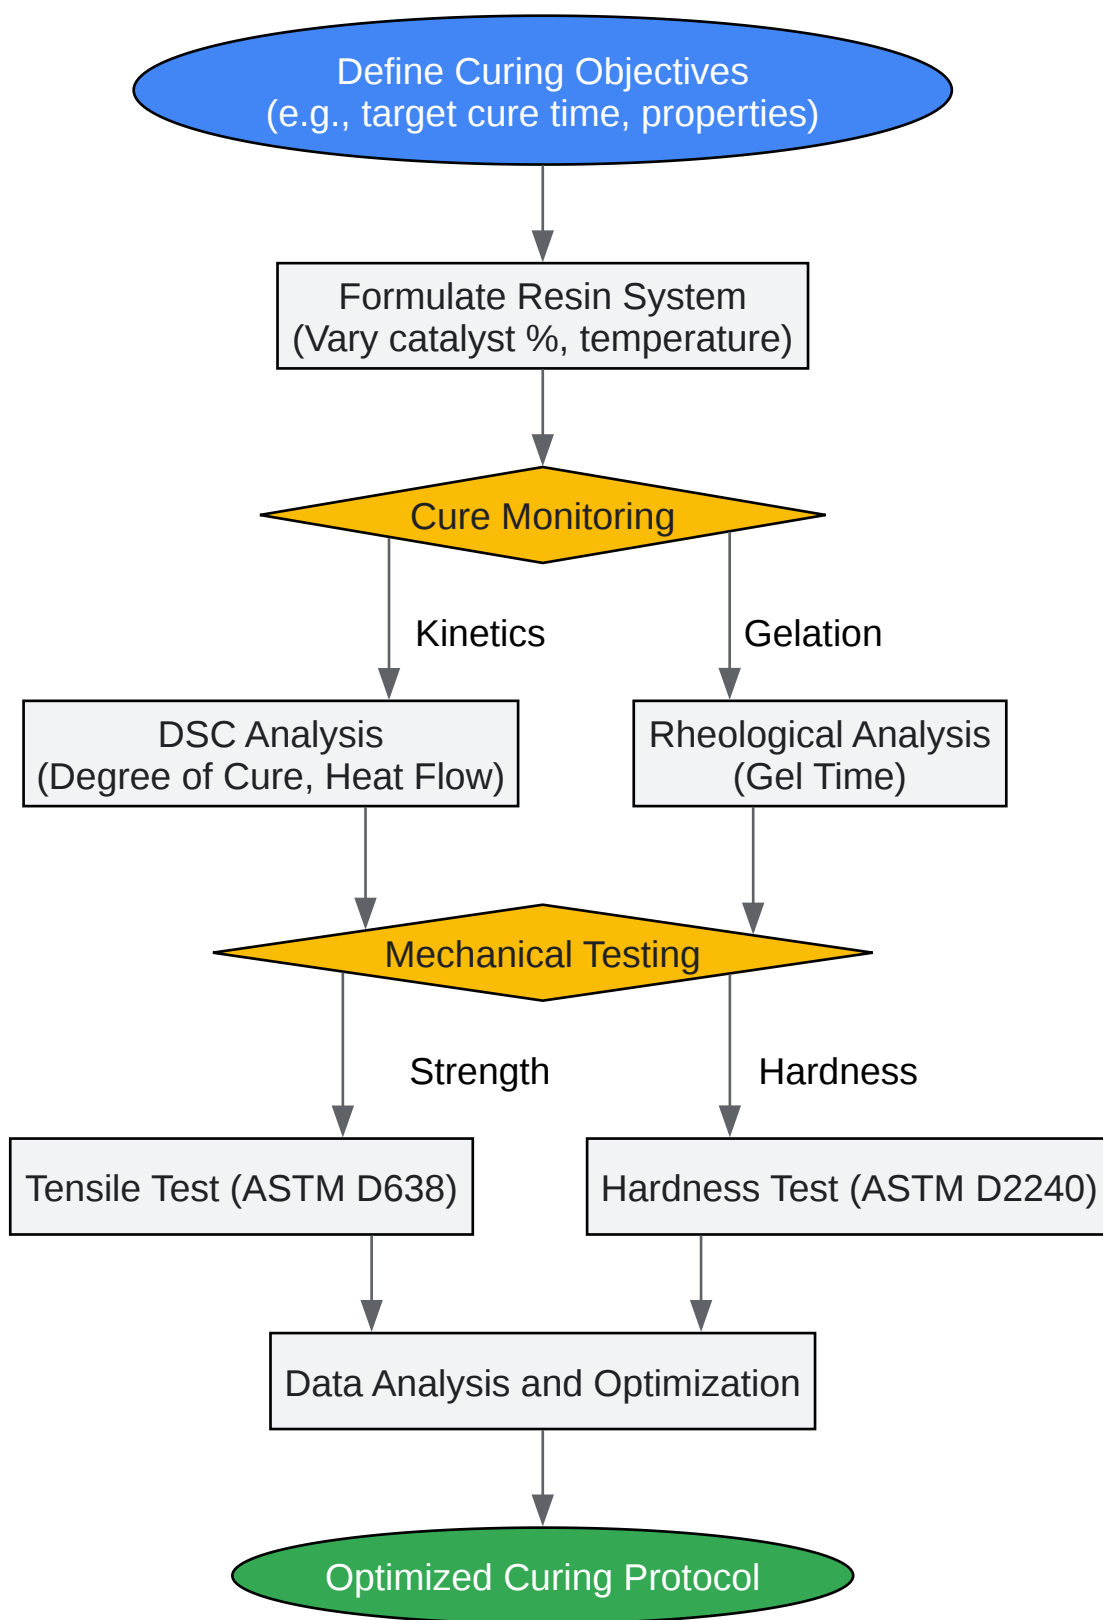 Define Curing Objectives
(e.g., target cure time, properties)
Formulate Resin System
(Vary catalyst %, temperature)
Cure Monitoring
Kinetics
Gelation
DSC Analysis
(Degree of Cure, Heat Flow)
Rheological Analysis
(Gel Time)
Mechanical Testing
Strength
Hardness
Tensile Test (ASTM D638)
Hardness Test (ASTM D2240)
Data Analysis and Optimization
Optimized Curing Protocol